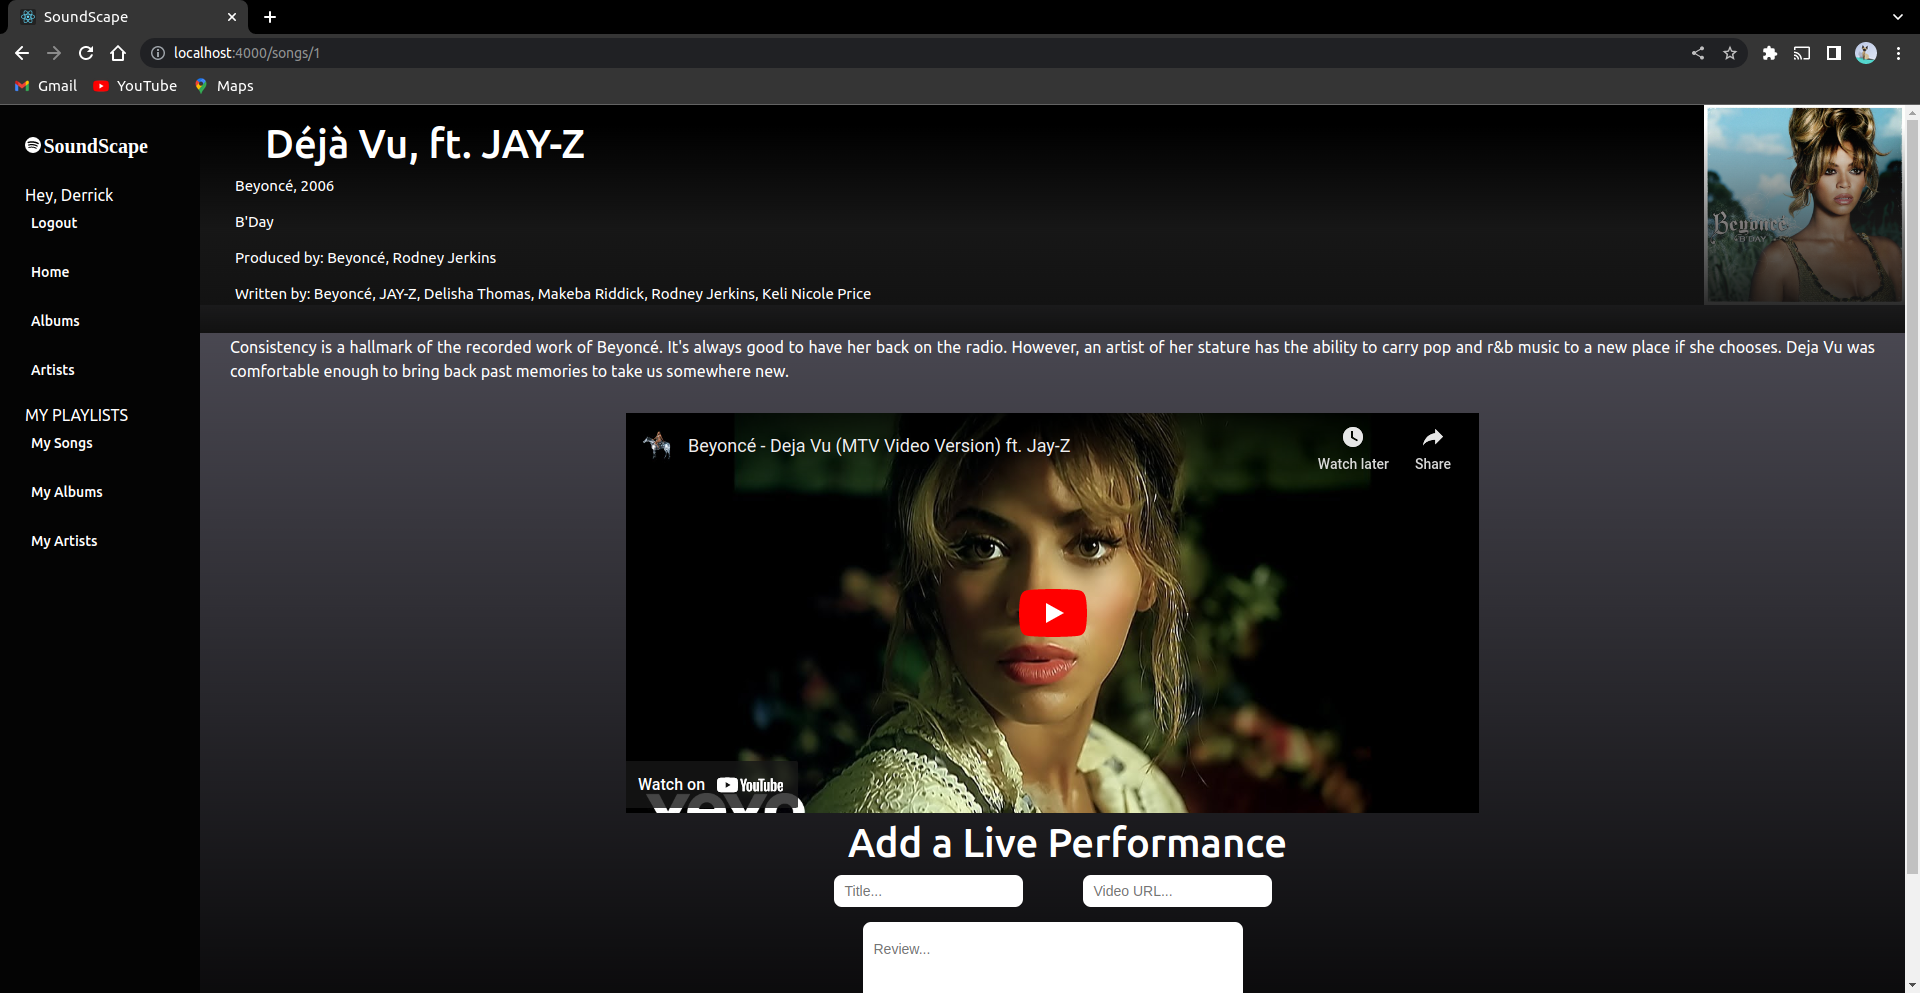 SoundScape
localhost:4000/songs/1
Gmail YouTube Maps
SoundScape
Hey, Derrick
Logout
Home
Albums
Artists
MY PLAYLISTS
My Songs
My Albums
My Artists
Déjà Vu, ft. JAY-Z
Beyoncé, 2006
B'Day
Produced by: Beyoncé, Rodney Jerkins
Written by: Beyoncé, JAY-Z, Delisha Thomas, Makeba Riddick, Rodney Jerkins, Keli Nicole Price
Beyoncé
B'DAY
Consistency is a hallmark of the recorded work of Beyoncé. It's always good to have her back on the radio. However, an artist of her stature has the ability to carry pop and r&b music to a new place if she chooses. Deja Vu was
comfortable enough to bring back past memories to take us somewhere new.
Beyoncé - Deja Vu (MTV Video Version) ft. Jay-Z
Watch later
Share
Watch on YouTube
vevo
Add a Live Performance
Title...
Video URL...
Review...